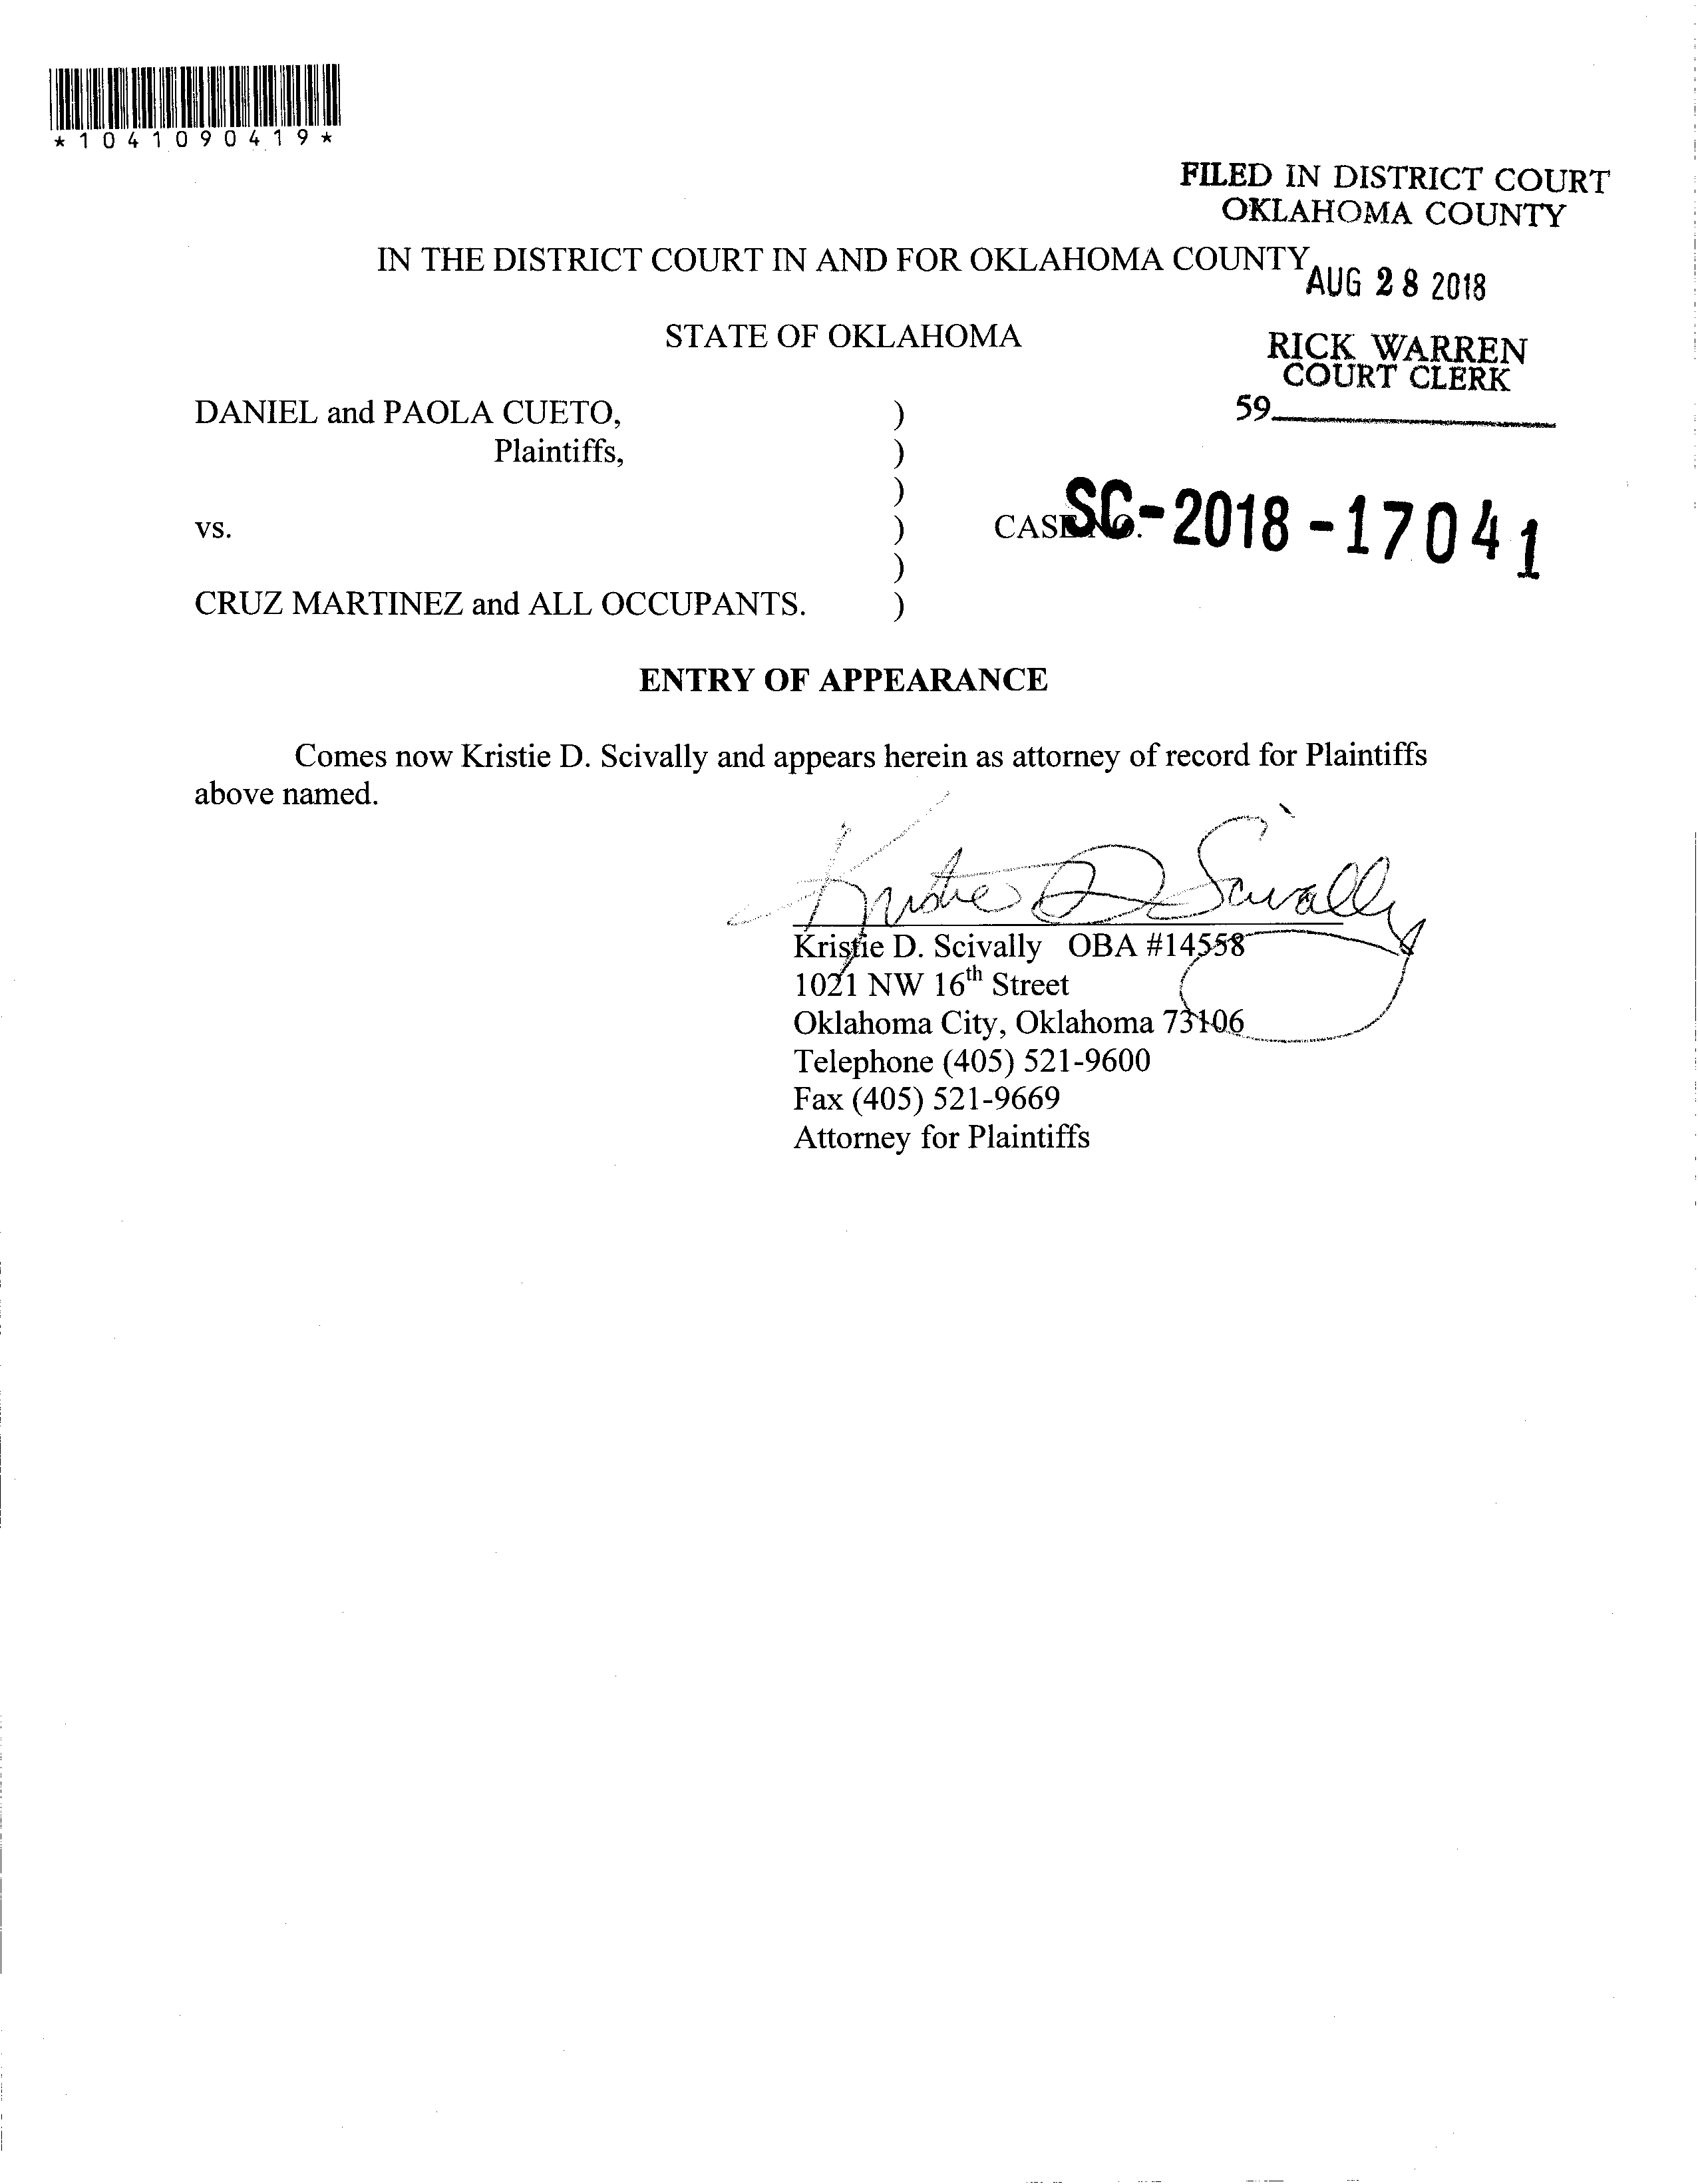 *1041090419*
FILED IN DISTRICT COURT
OKLAHOMA COUNTY
IN THE DISTRICT COURT IN AND FOR OKLAHOMA COUNTY
AUG 28 2018
STATE OF OKLAHOMA
RICK WARREN
COURT CLERK
59
DANIEL and PAOLA CUETO, )
Plaintiffs, )
)
vs. ) CASE NO. SC-2018-17041
)
CRUZ MARTINEZ and ALL OCCUPANTS. )
ENTRY OF APPEARANCE
Comes now Kristie D. Scivally and appears herein as attorney of record for Plaintiffs
above named.
Kristie D Scivally
Kristie D. Scivally OBA #14558
1021 NW 16th Street
Oklahoma City, Oklahoma 73106
Telephone (405) 521-9600
Fax (405) 521-9669
Attorney for Plaintiffs